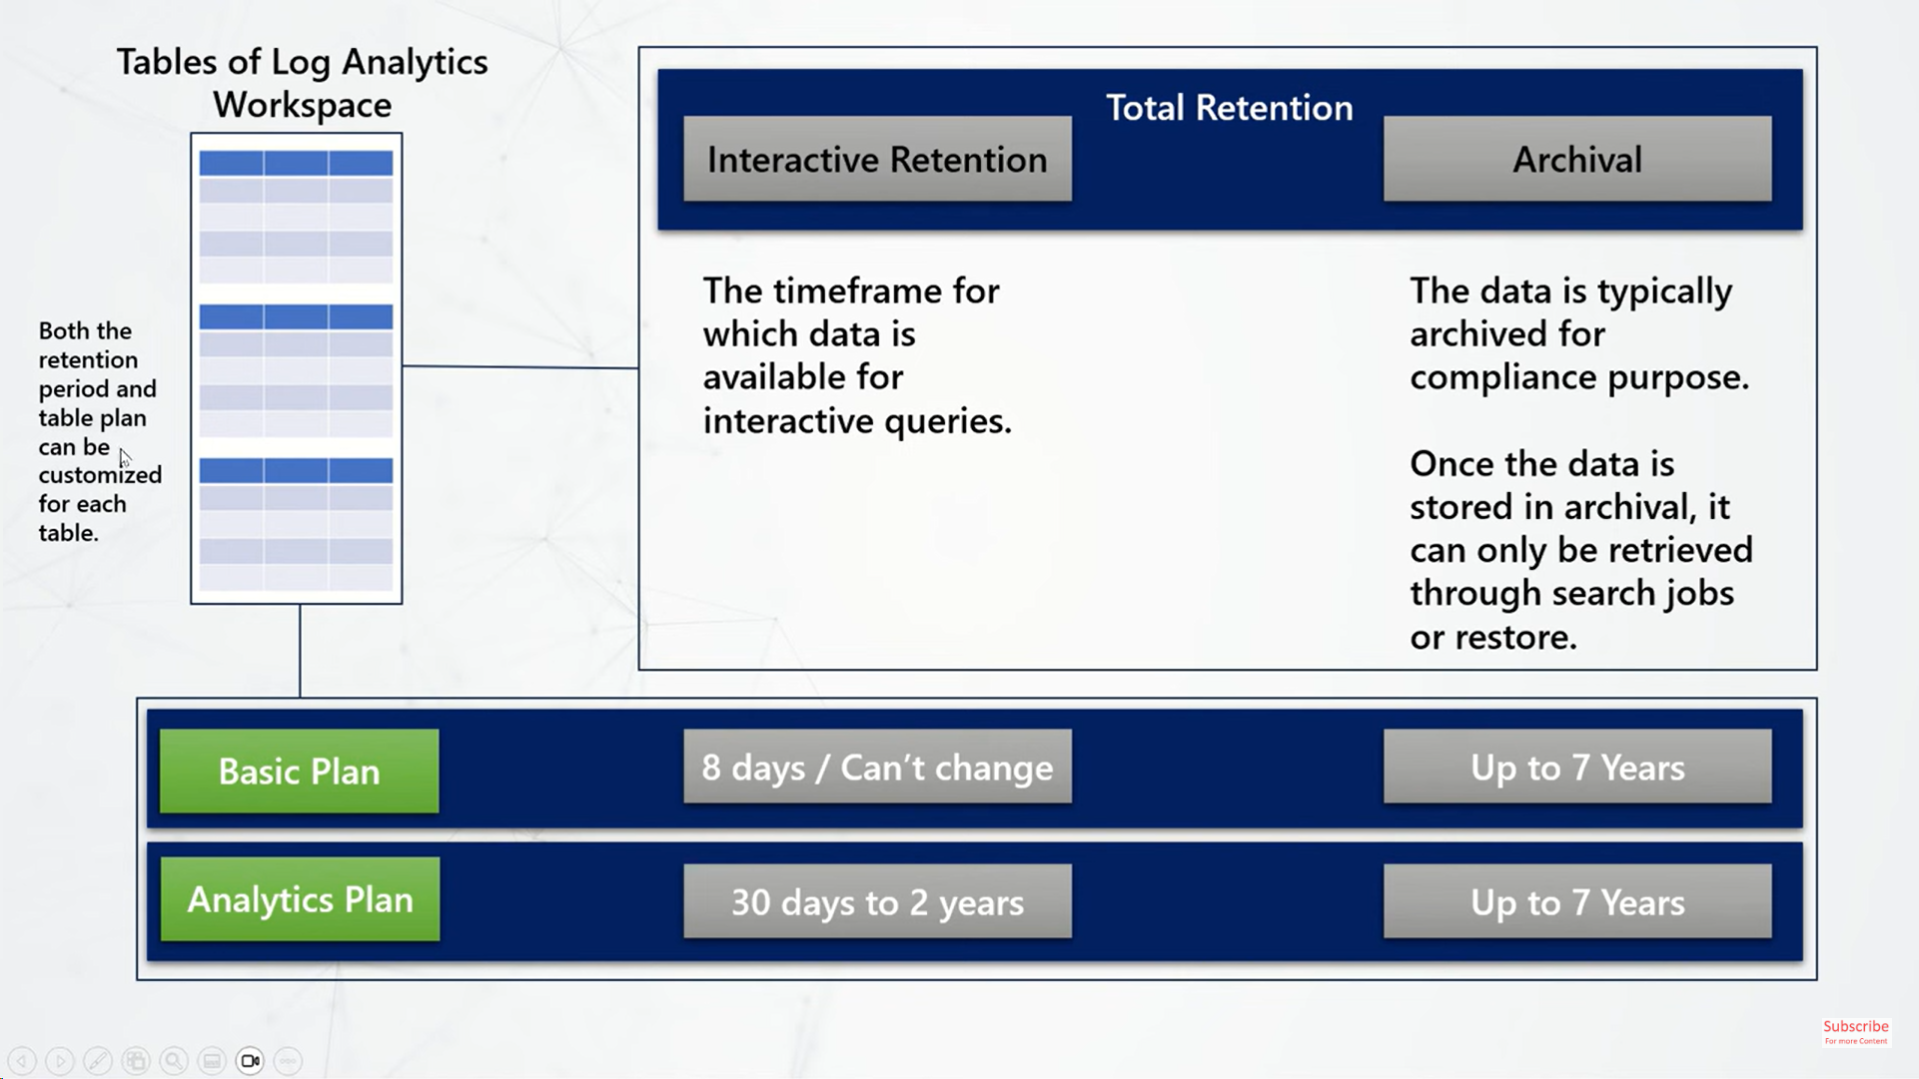 Tables of Log Analytics
Workspace
Both the
retention
period and
table plan
can be
customized
for each
table.
Total Retention
Interactive Retention
Archival
The timeframe for
which data is
available for
interactive queries.
The data is typically
archived for
compliance purpose.
Once the data is
stored in archival, it
can only be retrieved
through search jobs
or restore.
Basic Plan
8 days / Can't change
Up to 7 Years
Analytics Plan
30 days to 2 years
Up to 7 Years
Subscribe
For more Content